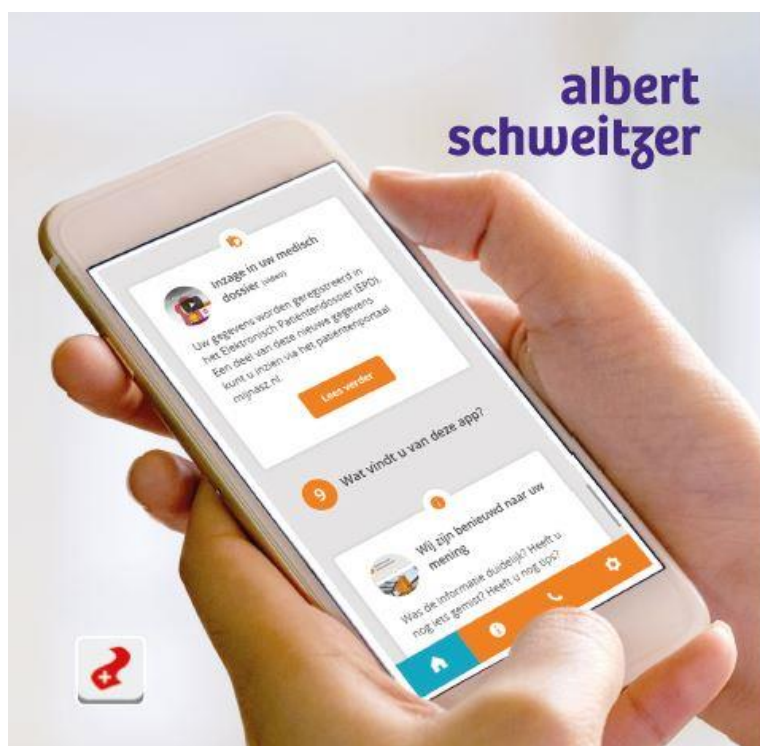 albert
schweitzer
Inzage in uw medisch
dossier (video)
Uw gegevens worden geregistreerd in
het Elektronisch Patiëntendossier (EPD).
Een deel van deze nieuwe gegevens
kunt u inzien via het patiëntenportaal
mijnasz.nl.
Lees verder
9 Wat vindt u van deze app?
Wij zijn benieuwd naar uw
mening
Was de informatie duidelijk? Heeft u
nog iets gemist? Heeft u nog tips?